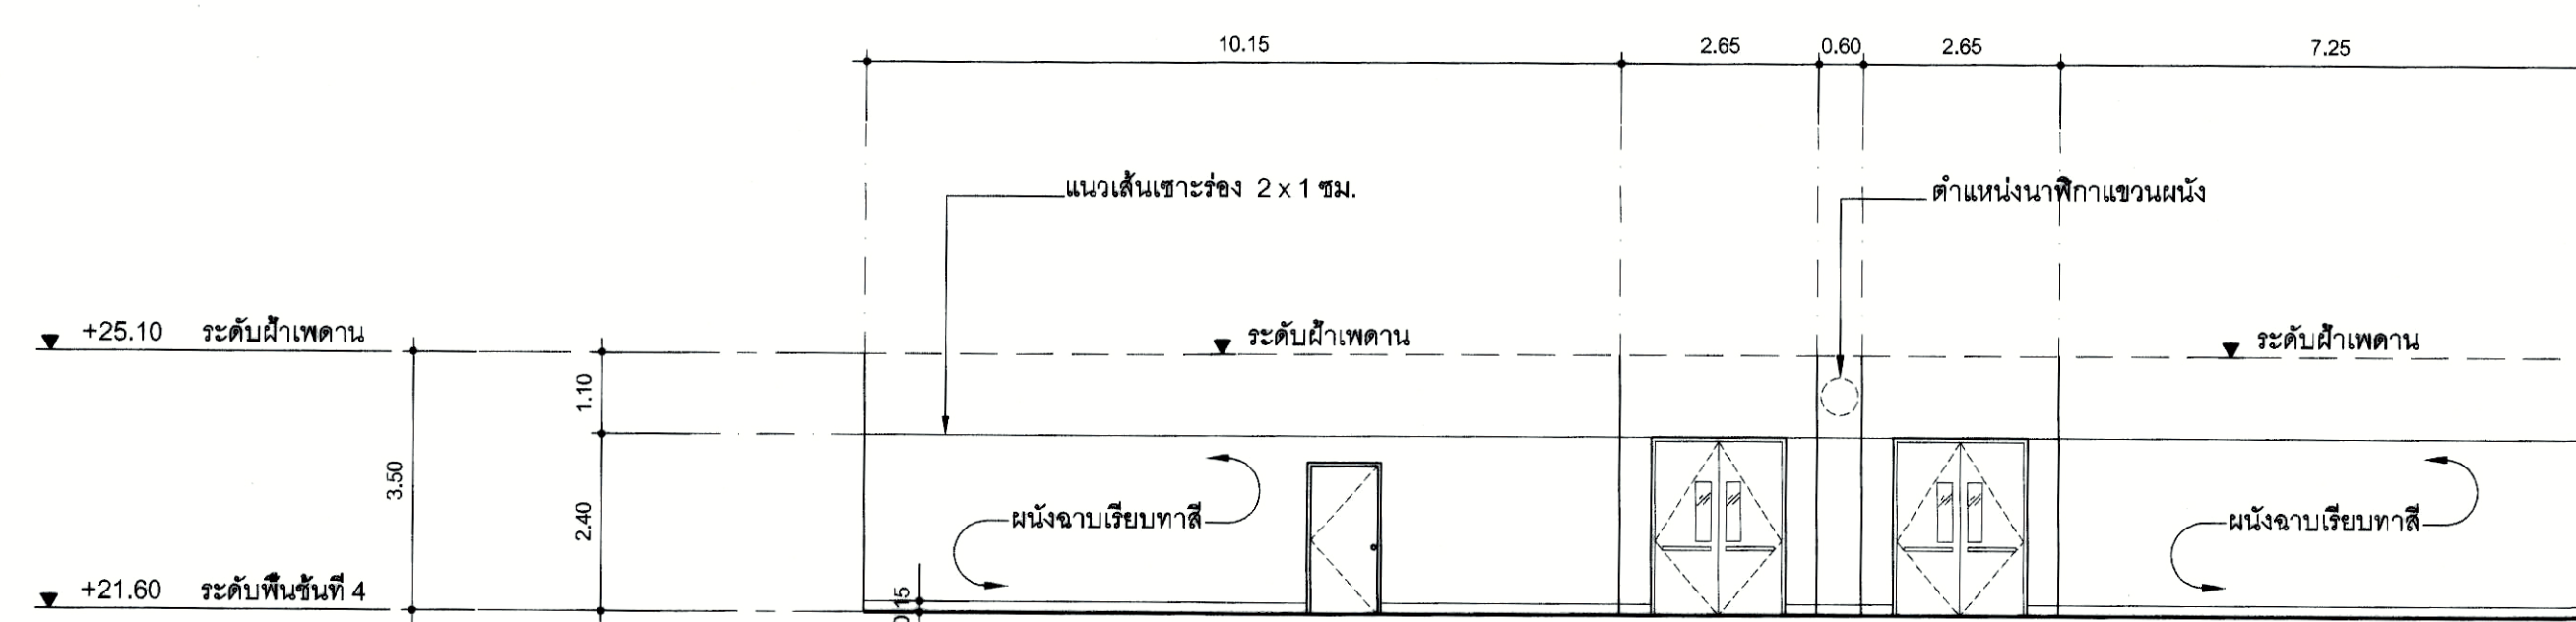 10.15
2.65
0.60
2.65
7.25
แนวเส้นเซาะร่อง 2 x 1 ซม.
ตำแหน่งนาฬิกาแขวนผนัง
+25.10 ระดับฝ้าเพดาน
ระดับฝ้าเพดาน
ระดับฝ้าเพดาน
1.10
3.50
2.40
ผนังฉาบเรียบทาสี
ผนังฉาบเรียบทาสี
+21.60 ระดับพื้นชั้นที่ 4
0.15